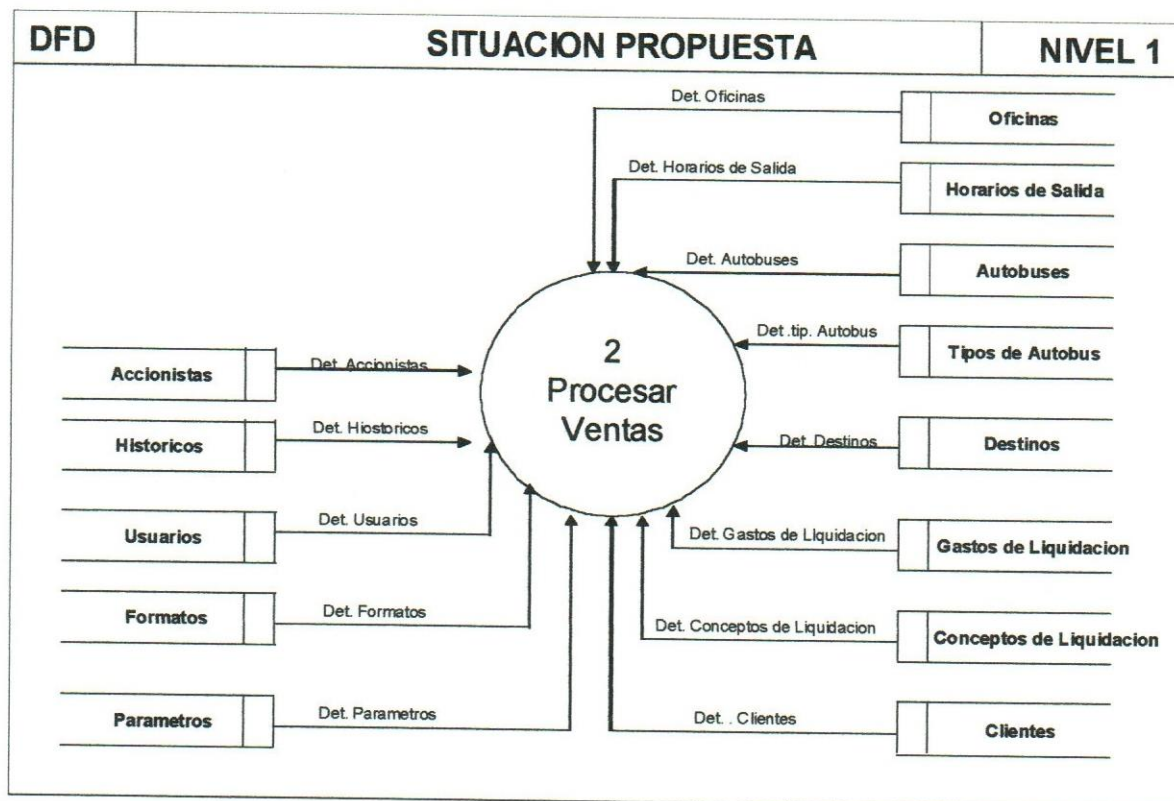 DFD
SITUACION PROPUESTA
NIVEL 1
Det. Oficinas
Oficinas
Det. Horarios de Salida
Horarios de Salida
Det. Autobuses
Autobuses
Det .tip. Autobus
Tipos de Autobus
2
Procesar
Ventas
Accionistas
Det. Accionistas
Históricos
Det. Hiostoricos
Det. Destinos
Destinos
Usuarios
Det. Usuarios
Det. Gastos de LIquidacion
Gastos de Liquidacion
Formatos
Det. Formatos
Det. Conceptos de Liquidacion
Conceptos de Liquidacion
Parametros
Det. Parametros
Det. . Clientes
Clientes